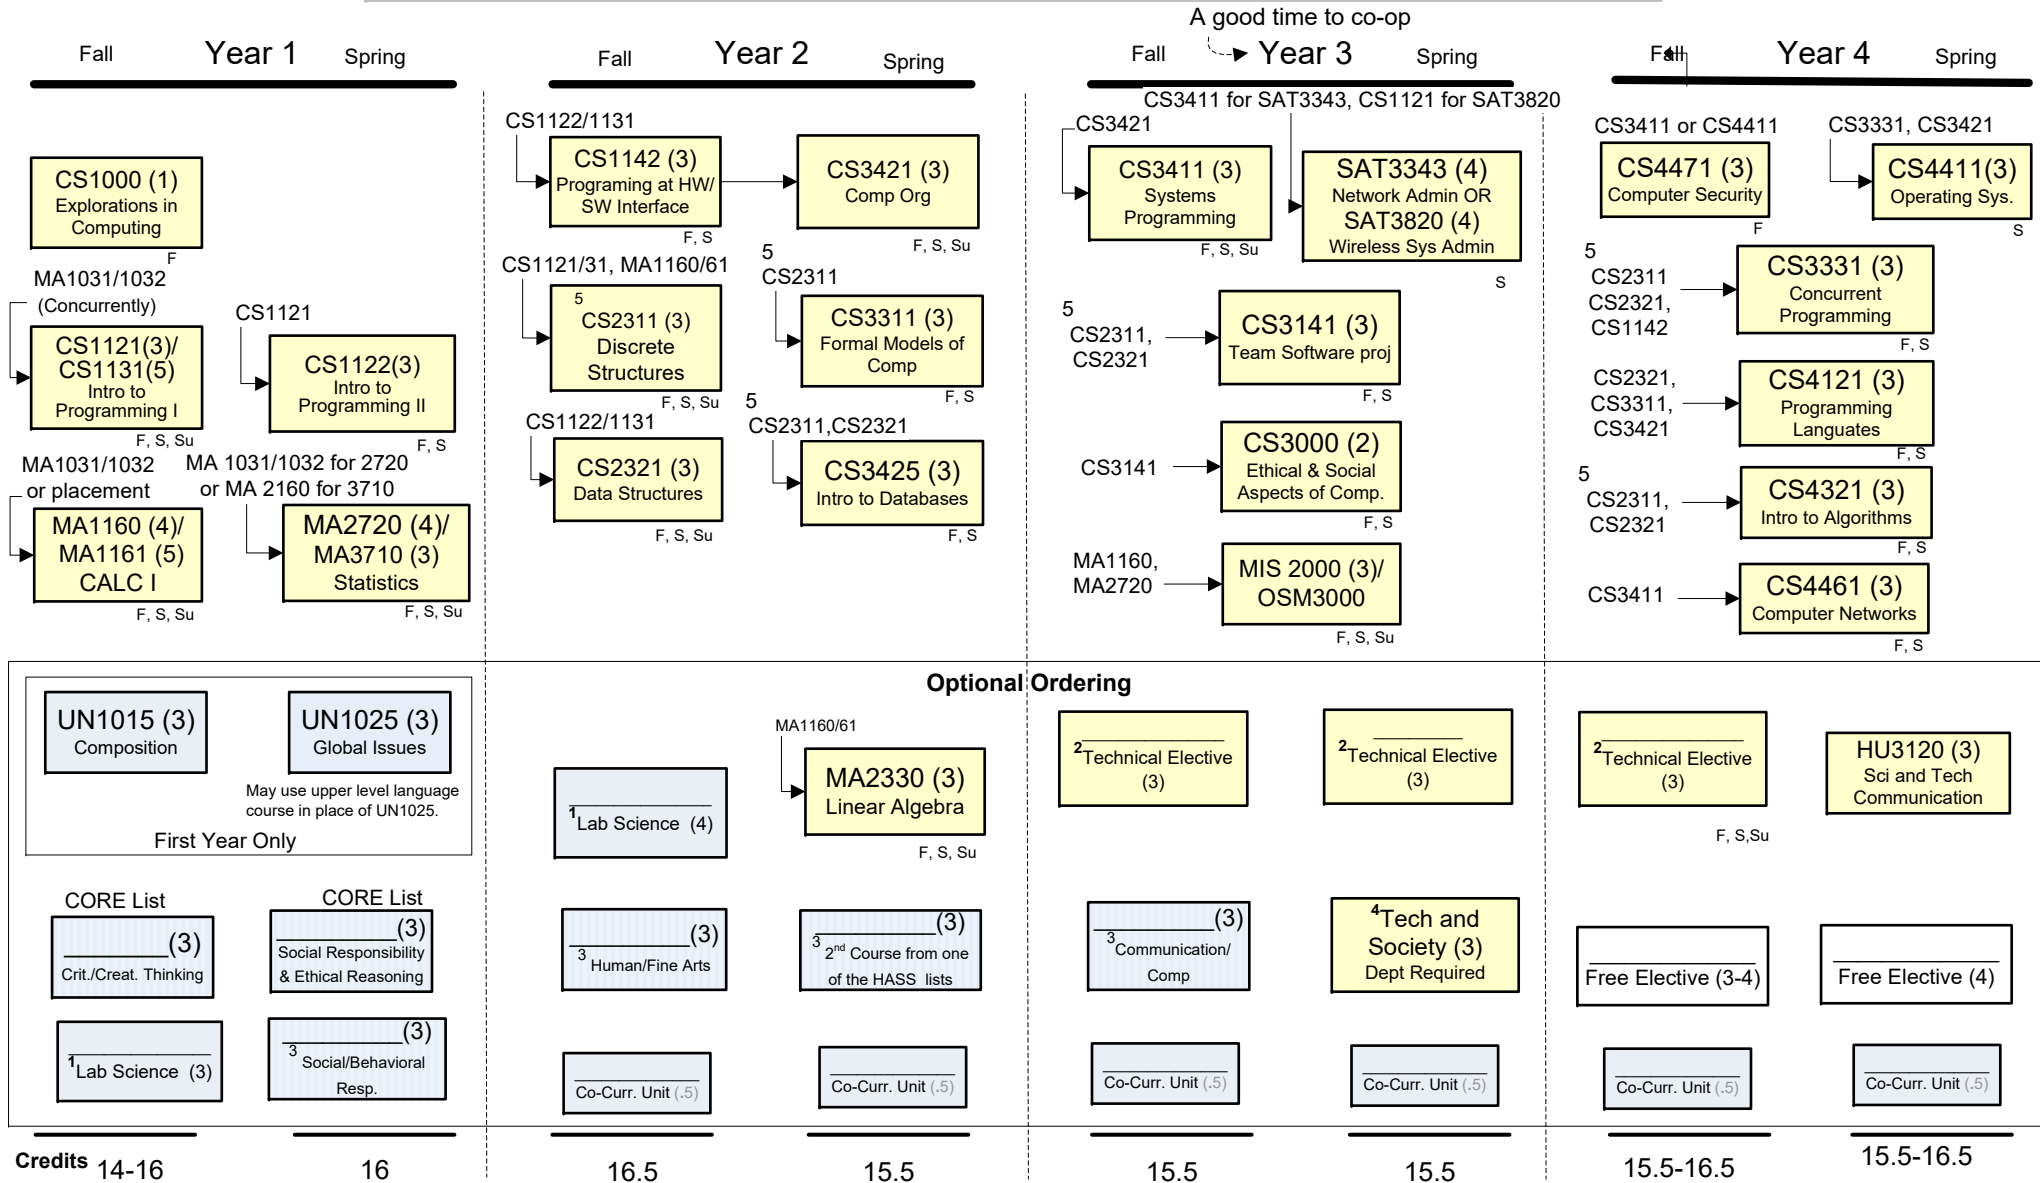 A good time to co-op
Fall Year 1 Spring
Fall Year 2 Spring
Fall Year 3 Spring
Fall Year 4 Spring
CS1000 (1)
Explorations in
Computing
F
MA1031/1032
(Concurrently)
CS1121(3)/
CS1131(5)
Intro to
Programming I
F, S, Su
CS1121
CS1122(3)
Intro to
Programming II
F, S
MA1031/1032
or placement
MA1160 (4)/
MA1161 (5)
CALC I
F, S, Su
MA 1031/1032 for 2720
or MA 2160 for 3710
MA2720 (4)/
MA3710 (3)
Statistics
F, S, Su
CS1122/1131
CS1142 (3)
Programing at HW/
SW Interface
F, S
CS3421 (3)
Comp Org
F, S, Su
CS1121/31, MA1160/61
5
CS2311 (3)
Discrete
Structures
F, S, Su
5
CS2311
CS3311 (3)
Formal Models of
Comp
F, S
CS1122/1131
CS2321 (3)
Data Structures
F, S, Su
5
CS2311,CS2321
CS3425 (3)
Intro to Databases
F, S
CS3411 for SAT3343, CS1121 for SAT3820
CS3421
CS3411 (3)
Systems
Programming
F, S, Su
SAT3343 (4)
Network Admin OR
SAT3820 (4)
Wireless Sys Admin
S
5
CS2311,
CS2321
CS3141 (3)
Team Software proj
F, S
CS3141
CS3000 (2)
Ethical & Social
Aspects of Comp.
F, S
MA1160,
MA2720
MIS 2000 (3)/
OSM3000
F, S, Su
CS3411 or CS4411
CS4471 (3)
Computer Security
F
CS3331, CS3421
CS4411(3)
Operating Sys.
S
5
CS2311
CS2321,
CS1142
CS3331 (3)
Concurrent
Programming
F, S
CS2321,
CS3311,
CS3421
CS4121 (3)
Programming
Languates
F, S
5
CS2311,
CS2321
CS4321 (3)
Intro to Algorithms
F, S
CS3411
CS4461 (3)
Computer Networks
F, S
Optional Ordering
UN1015 (3)
Composition
UN1025 (3)
Global Issues
May use upper level language
course in place of UN1025.
First Year Only
CORE List
(3)
Crit./Creat. Thinking
CORE List
(3)
Social Responsibility
& Ethical Reasoning
1Lab Science (3)
(3)
3 Social/Behavioral
Resp.
1Lab Science (4)
MA1160/61
MA2330 (3)
Linear Algebra
F, S, Su
(3)
3 Human/Fine Arts
(3)
3 2nd Course from one
of the HASS lists
Co-Curr. Unit (.5)
Co-Curr. Unit (.5)
2Technical Elective
(3)
2Technical Elective
(3)
(3)
3Communication/
Comp
4Tech and
Society (3)
Dept Required
Co-Curr. Unit (.5)
Co-Curr. Unit (.5)
2Technical Elective
(3)
F, S,Su
HU3120 (3)
Sci and Tech
Communication
Free Elective (3-4)
Free Elective (4)
Co-Curr. Unit (.5)
Co-Curr. Unit (.5)
Credits 14-16 16 16.5 15.5 15.5 15.5 15.5-16.5 15.5-16.5